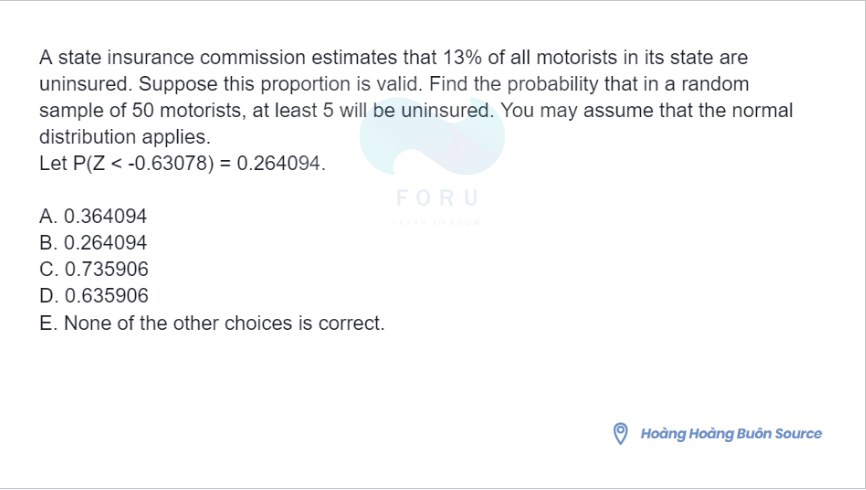 A state insurance commission estimates that 13% of all motorists in its state are
uninsured. Suppose this proportion is valid. Find the probability that in a random
sample of 50 motorists, at least 5 will be uninsured. You may assume that the normal
distribution applies.
Let P(Z < -0.63078) = 0.264094.
FORU
A. 0.364094
B. 0.264094
C. 0.735906
D. 0.635906
E. None of the other choices is correct.
Hoàng Hoàng Buôn Source